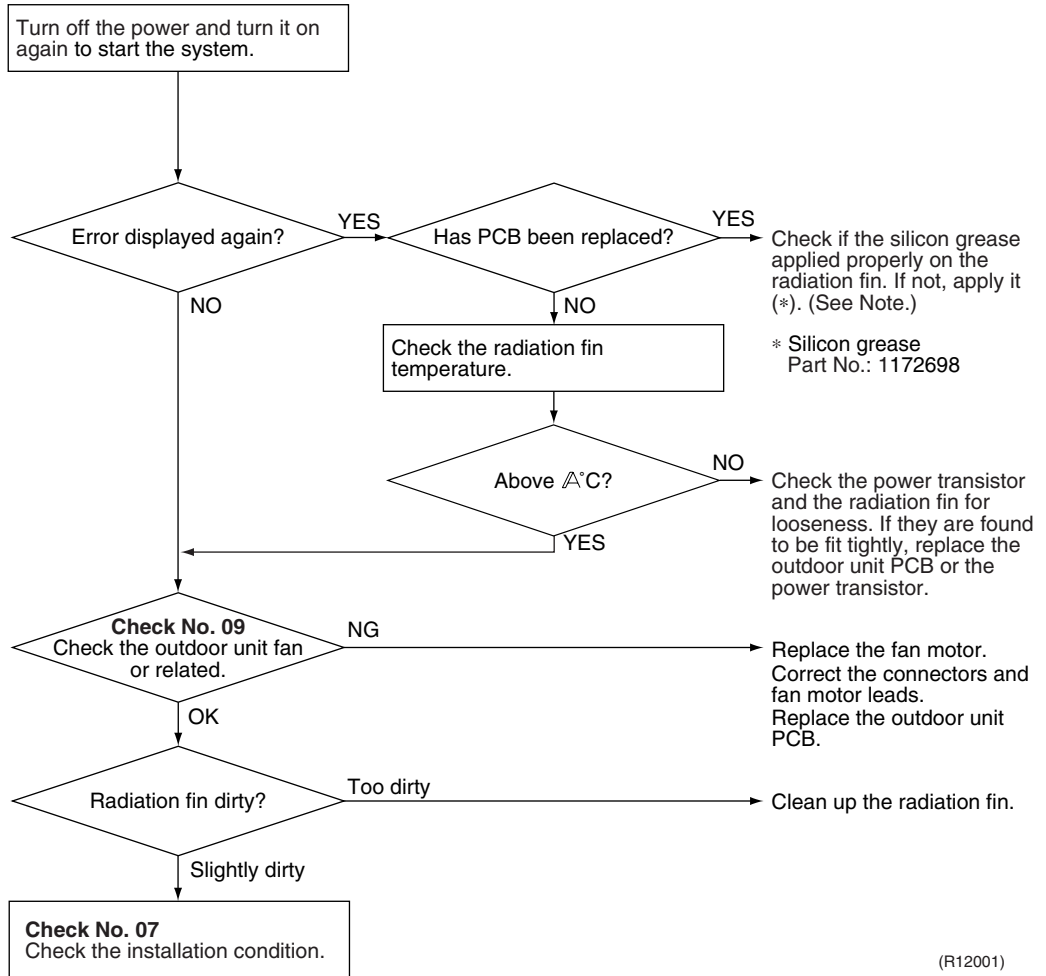 Turn off the power and turn it on
again to start the system.
Error displayed again?
YES
Has PCB been replaced?
YES
Check if the silicon grease
applied properly on the
radiation fin. If not, apply it
(*). (See Note.)
* Silicon grease
Part No.: 1172698
NO
NO
Check the radiation fin
temperature.
Above 𝔸°C?
NO
Check the power transistor
and the radiation fin for
looseness. If they are found
to be fit tightly, replace the
outdoor unit PCB or the
power transistor.
YES
Check No. 09
Check the outdoor unit fan
or related.
NG
Replace the fan motor.
Correct the connectors and
fan motor leads.
Replace the outdoor unit
PCB.
OK
Radiation fin dirty?
Too dirty
Clean up the radiation fin.
Slightly dirty
Check No. 07
Check the installation condition.
(R12001)